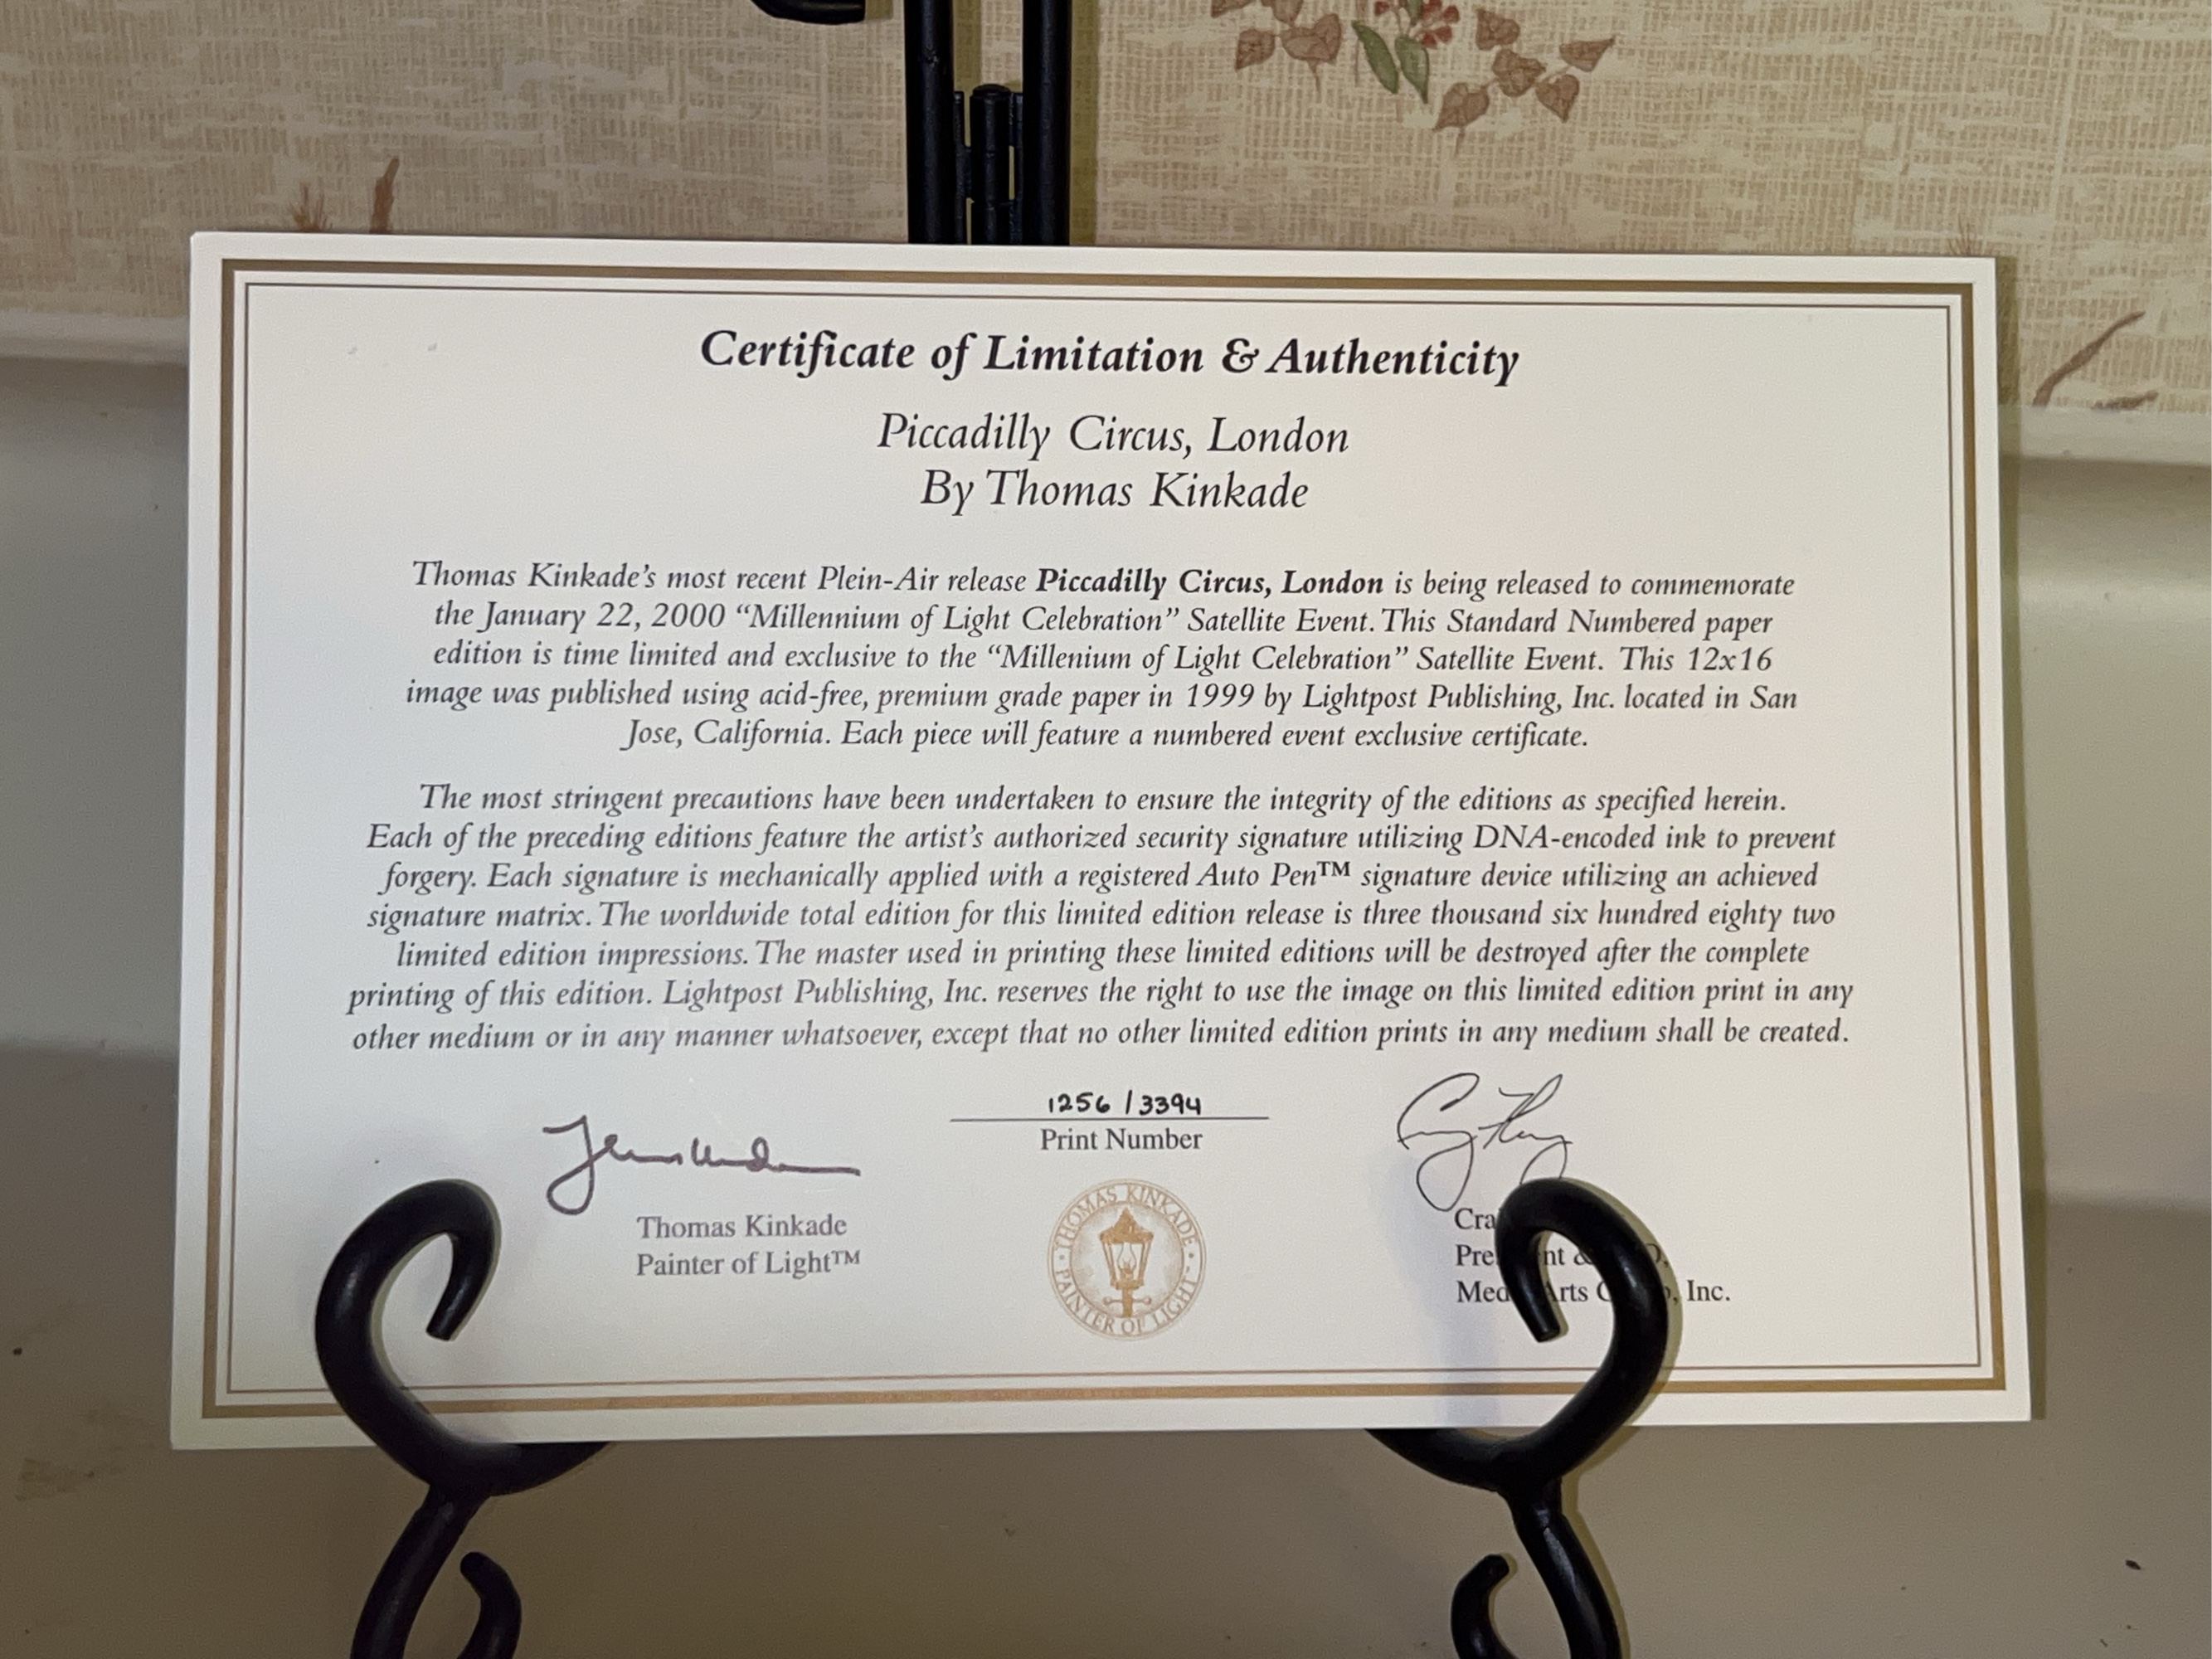 Certificate of Limitation & Authenticity
Piccadilly Circus, London
By Thomas Kinkade
Thomas Kinkade's most recent Plein-Air release Piccadilly Circus, London is being released to commemorate
the January 22, 2000 “Millennium of Light Celebration” Satellite Event. This Standard Numbered paper
edition is time limited and exclusive to the “Millenium of Light Celebration” Satellite Event. This 12x16
image was published using acid-free, premium grade paper in 1999 by Lightpost Publishing, Inc. located in San
Jose, California. Each piece will feature a numbered event exclusive certificate.
The most stringent precautions have been undertaken to ensure the integrity of the editions as specified herein.
Each of the preceding editions feature the artist's authorized security signature utilizing DNA-encoded ink to prevent
forgery. Each signature is mechanically applied with a registered Auto Pen™ signature device utilizing an achieved
signature matrix. The worldwide total edition for this limited edition release is three thousand six hundred eighty two
limited edition impressions. The master used in printing these limited editions will be destroyed after the complete
printing of this edition. Lightpost Publishing, Inc. reserves the right to use the image on this limited edition print in any
other medium or in any manner whatsoever, except that no other limited edition prints in any medium shall be created.
1256 / 3394
Print Number
Thomas Kinkade
Painter of Light™
THOMAS KINKADE
PAINTER OF LIGHT
Inc.